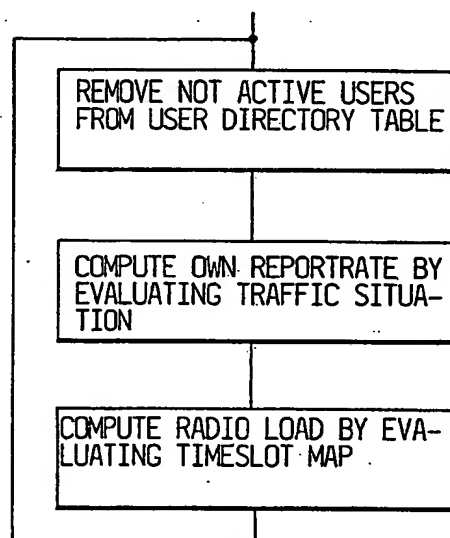 REMOVE NOT ACTIVE USERS
FROM USER DIRECTORY TABLE
COMPUTE OWN REPORTRATE BY
EVALUATING TRAFFIC SITUA-
TION
COMPUTE RADIO LOAD BY EVA-
LUATING TIMESLOT MAP